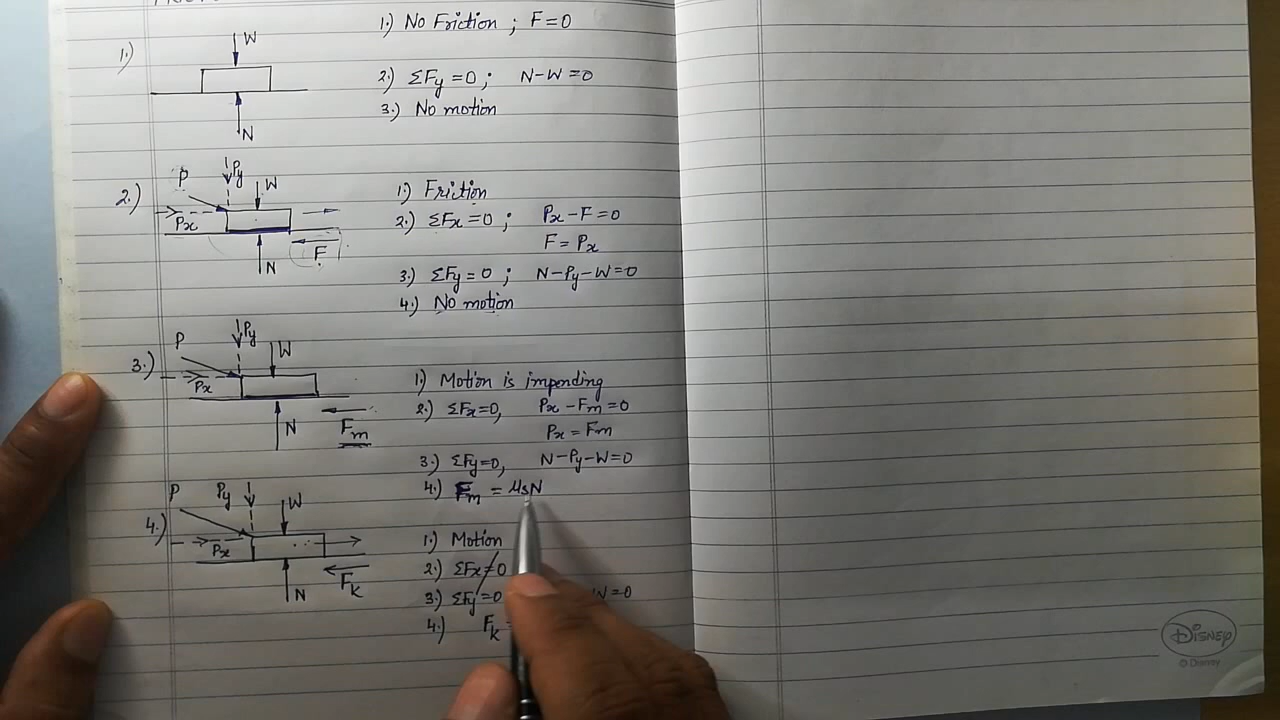 1.)
W
N
1.) No Friction ; F=0
2.) ΣFy=0 ; N-W=0
3.) No motion
2.)
P
Py
W
Px
N
F
1.) Friction
2.) ΣFx=0 ; Px-F=0
F=Px
3.) ΣFy=0 ; N-Py-W=0
4.) No motion
3.)
P
Py
W
Px
N
Fm
1) Motion is impending
2.) ΣFx=0, Px-Fm=0
Px=Fm
3.) ΣFy=0, N-Py-W=0
4.) Fm = μsN
4.)
P
Py
W
Px
N
Fk
1.) Motion
2.) ΣFx≠0
3.) ΣFy=0 W=0
4.) Fk =
DISNEY
© Disney